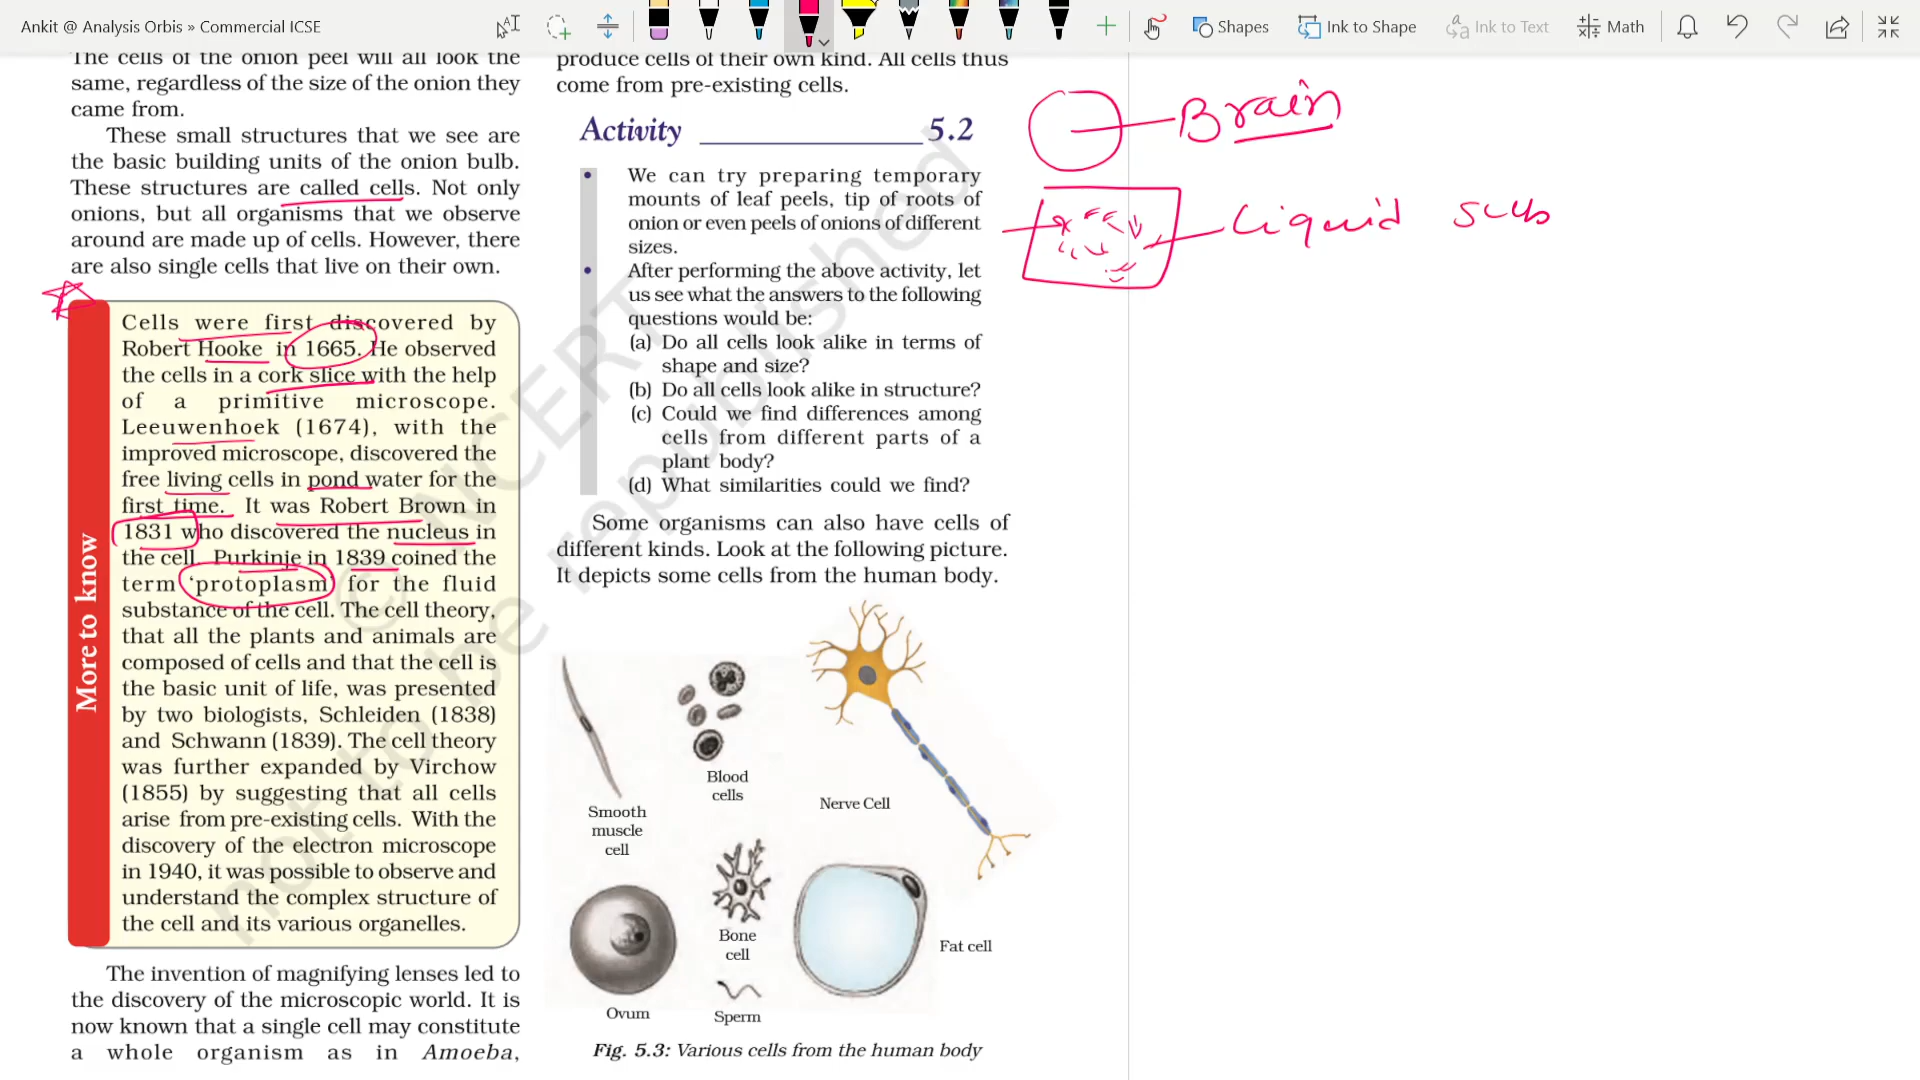 Ankit @ Analysis Orbis » Commercial ICSE
Shapes
Ink to Shape
Ink to Text
Math
The cells of the onion peel will all look the
same, regardless of the size of the onion they
came from.
These small structures that we see are
the basic building units of the onion bulb.
These structures are called cells. Not only
onions, but all organisms that we observe
around are made up of cells. However, there
are also single cells that live on their own.
More to know
Cells were first discovered by
Robert Hooke in 1665. He observed
the cells in a cork slice with the help
of a primitive microscope.
Leeuwenhoek (1674), with the
improved microscope, discovered the
free living cells in pond water for the
first time. It was Robert Brown in
1831 who discovered the nucleus in
the cell. Purkinje in 1839 coined the
term 'protoplasm' for the fluid
substance of the cell. The cell theory,
that all the plants and animals are
composed of cells and that the cell is
the basic unit of life, was presented
by two biologists, Schleiden (1838)
and Schwann (1839). The cell theory
was further expanded by Virchow
(1855) by suggesting that all cells
arise from pre-existing cells. With the
discovery of the electron microscope
in 1940, it was possible to observe and
understand the complex structure of
the cell and its various organelles.
The invention of magnifying lenses led to
the discovery of the microscopic world. It is
now known that a single cell may constitute
a whole organism as in Amoeba,
produce cells of their own kind. All cells thus
come from pre-existing cells.
Activity 5.2
• We can try preparing temporary
mounts of leaf peels, tip of roots of
onion or even peels of onions of different
sizes.
• After performing the above activity, let
us see what the answers to the following
questions would be:
(a) Do all cells look alike in terms of
shape and size?
(b) Do all cells look alike in structure?
(c) Could we find differences among
cells from different parts of a
plant body?
(d) What similarities could we find?
Some organisms can also have cells of
different kinds. Look at the following picture.
It depicts some cells from the human body.
Smooth
muscle
cell
Blood
cells
Nerve Cell
Ovum
Bone
cell
Sperm
Fat cell
Fig. 5.3: Various cells from the human body
Brain
Liquid sub
© NCERT
not to be republished